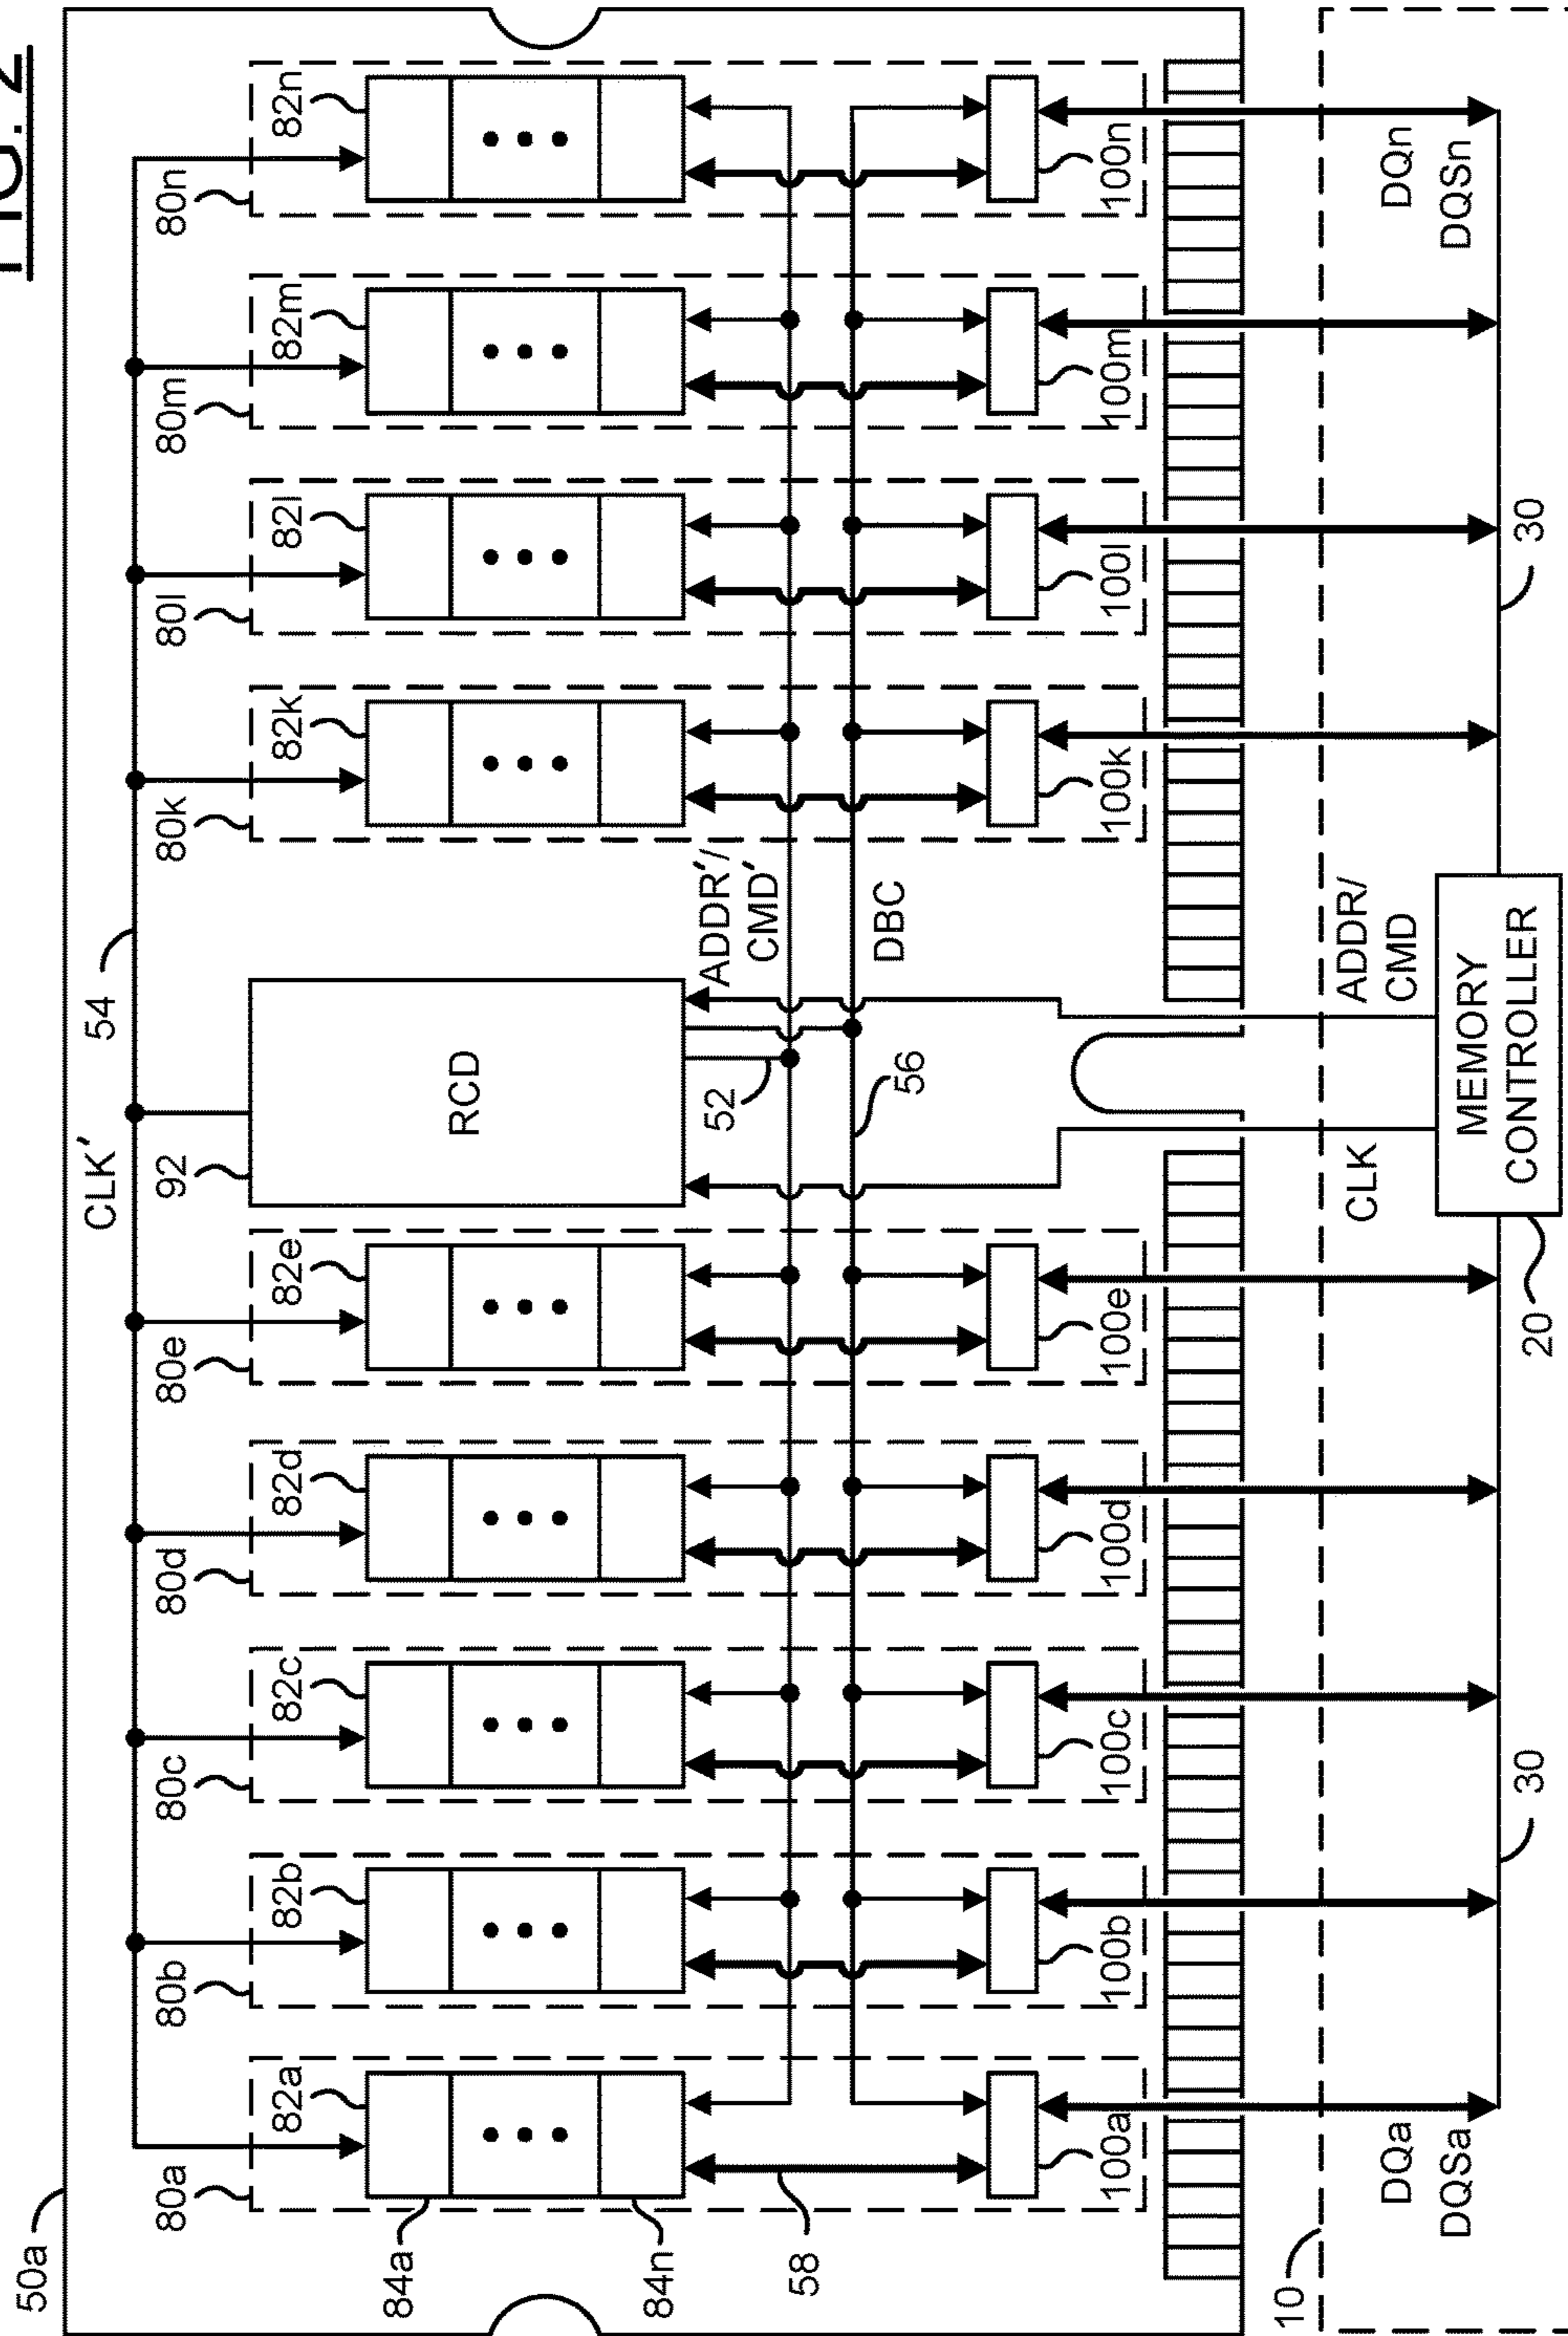 FIG. 2
50a
54
CLK′
80a
80b
80c
80d
80e
92
80k
80l
80m
80n
82a
82b
82c
82d
82e
82k
82l
82m
82n
84a
84n
RCD
52
ADDR′/
CMD′
58
56
DBC
100a
100b
100c
100d
100e
100k
100l
100m
100n
10
CLK
ADDR/
CMD
DQa
DQSa
DQn
DQSn
MEMORY
CONTROLLER
30
20
30